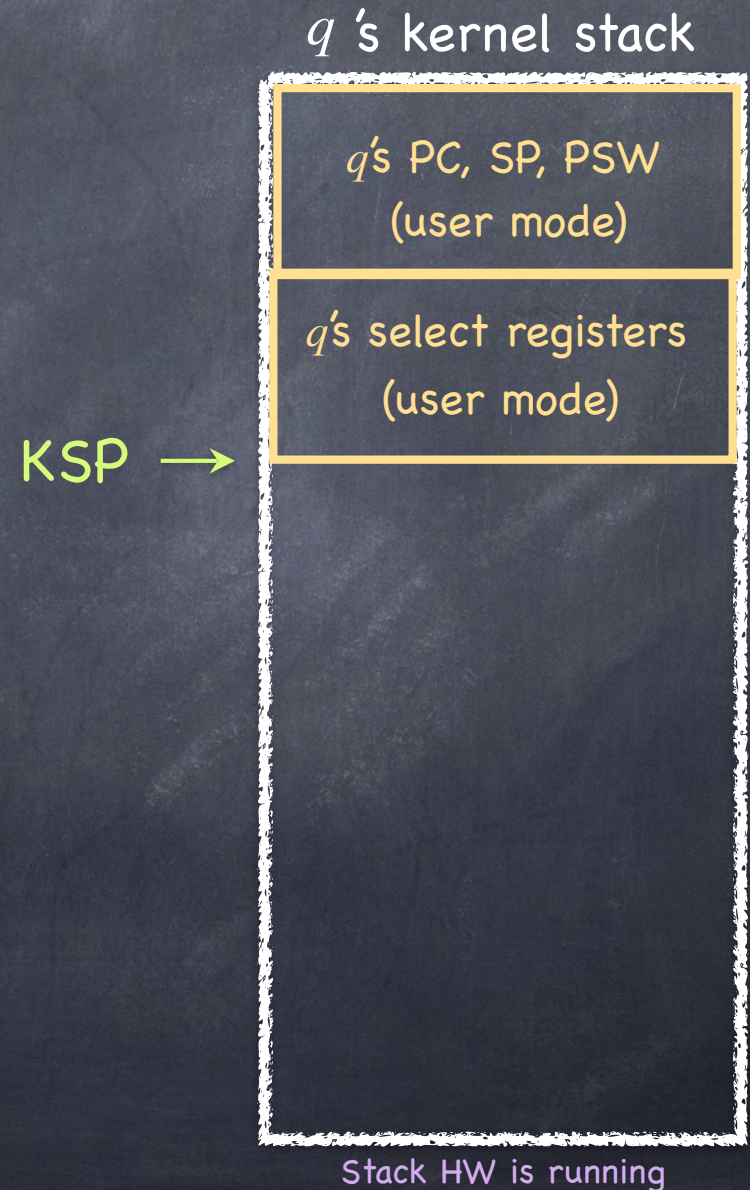 q 's kernel stack
q's PC, SP, PSW
(user mode)
q's select registers
(user mode)
KSP →
Stack HW is running